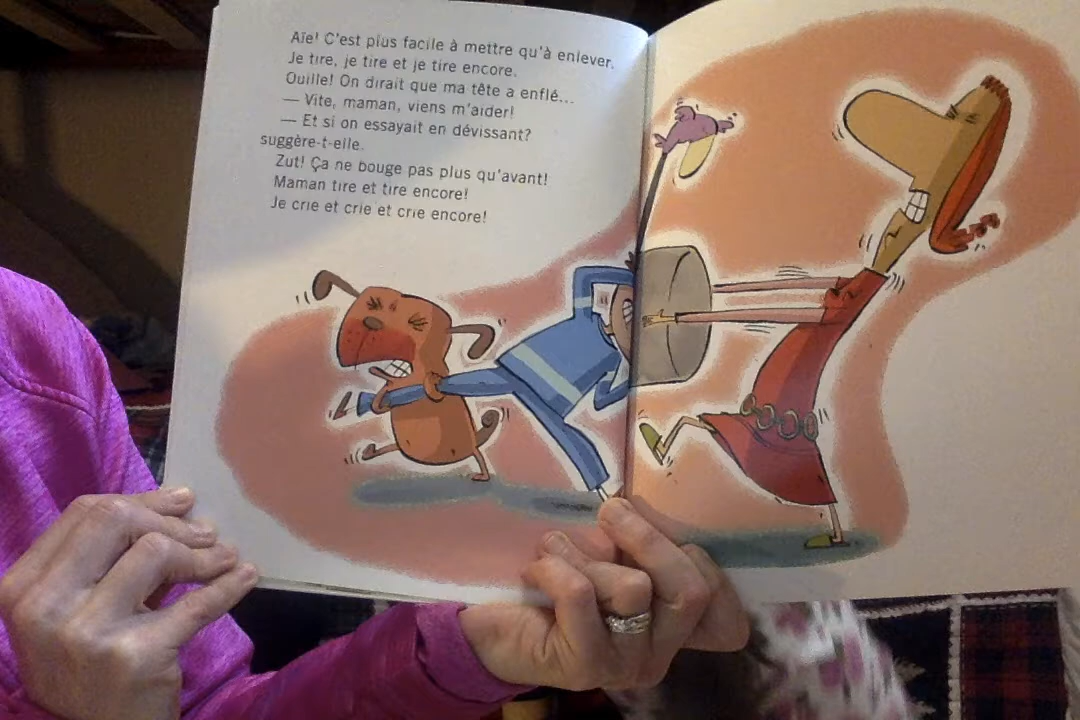 Aïe! C'est plus facile à mettre qu'à enlever.
Je tire, je tire et je tire encore.
Ouille! On dirait que ma tête a enflé...
— Vite, maman, viens m'aider!
— Et si on essayait en dévissant?
suggère-t-elle.
Zut! Ça ne bouge pas plus qu'avant!
Maman tire et tire encore!
Je crie et crie et crie encore!